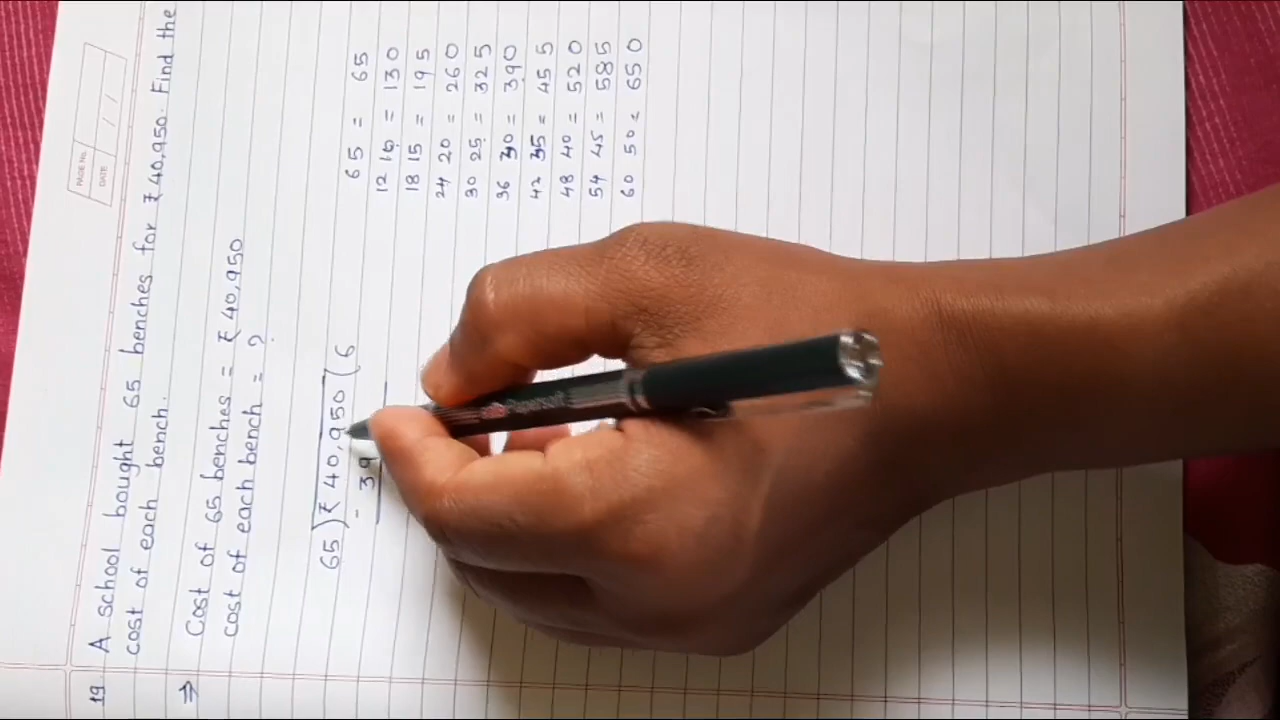 PAGE No.
DATE / /
19 A school bought 65 benches for ₹ 40,950. Find the
cost of each bench.
⇒ Cost of 65 benches = ₹ 40,950
cost of each bench = ?
65 ) ₹ 40,950 ( 6
- 39
65 = 65
12 10 = 130
18 15 = 195
24 20 = 260
30 25 = 325
36 30 = 390
42 35 = 455
48 40 = 520
54 45 = 585
60 50 = 650